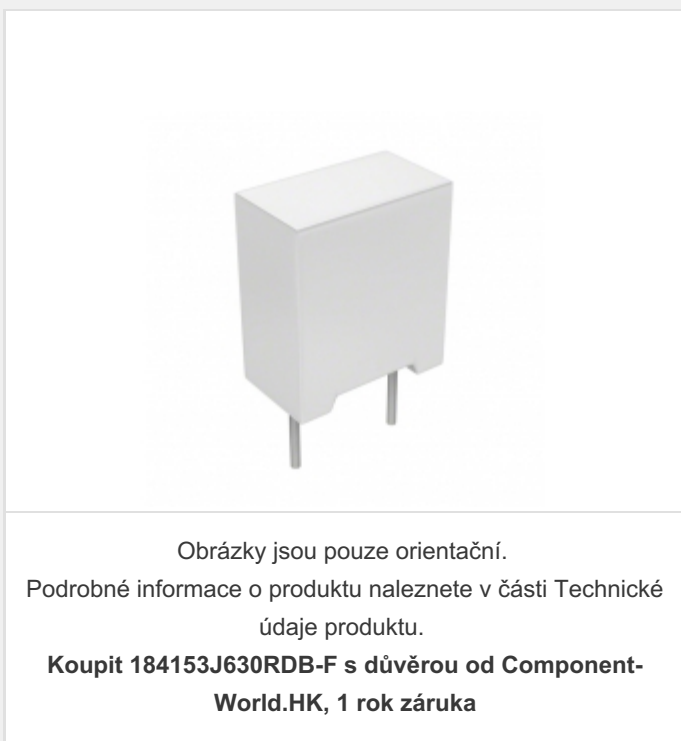 Obrázky jsou pouze orientační.
Podrobné informace o produktu naleznete v části Technické
údaje produktu.
Koupit 184153J630RDB-F s důvěrou od Component-
World.HK, 1 rok záruka